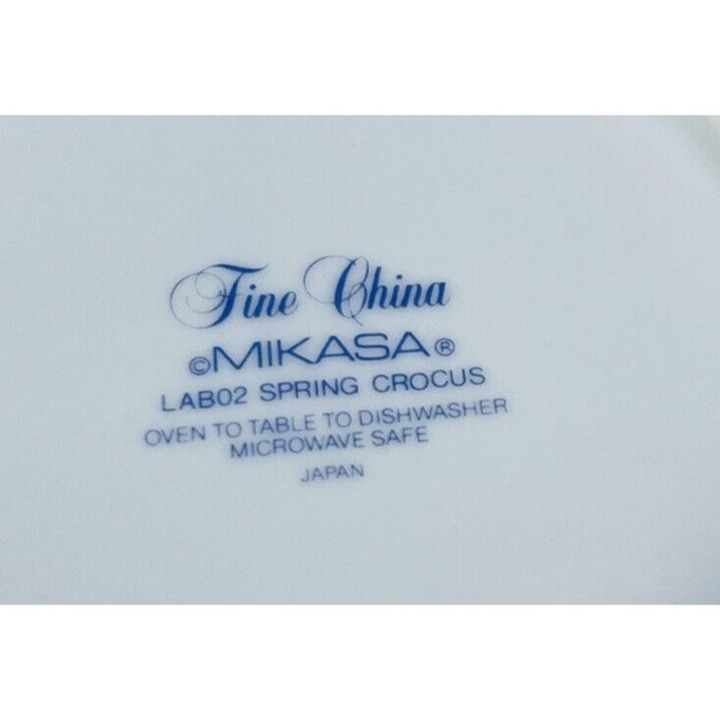 Fine China
©MIKASA®
LAB02 SPRING CROCUS
OVEN TO TABLE TO DISHWASHER
MICROWAVE SAFE
JAPAN